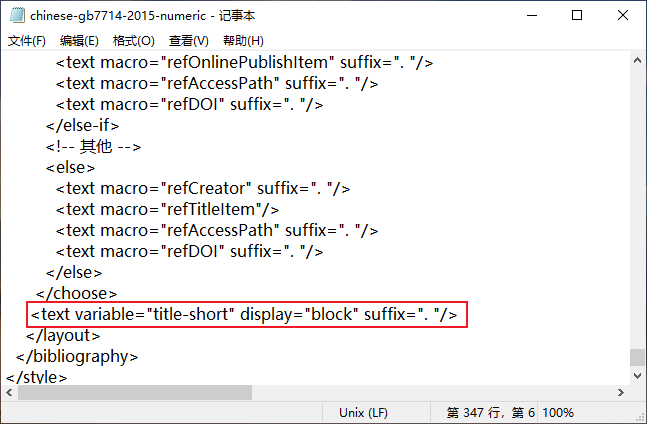 chinese-gb7714-2015-numeric - 记事本
文件(F) 编辑(E) 格式(O) 查看(V) 帮助(H)
<text macro="refOnlinePublishItem" suffix=". "/>
<text macro="refAccessPath" suffix=". "/>
<text macro="refDOI" suffix=". "/>
</else-if>
<!-- 其他 -->
<else>
<text macro="refCreator" suffix=". "/>
<text macro="refTitleItem"/>
<text macro="refAccessPath" suffix=". "/>
<text macro="refDOI" suffix=". "/>
</else>
</choose>
<text variable="title-short" display="block" suffix=". "/>
</layout>
</bibliography>
</style>
Unix (LF) 第 347 行，第 6 100%